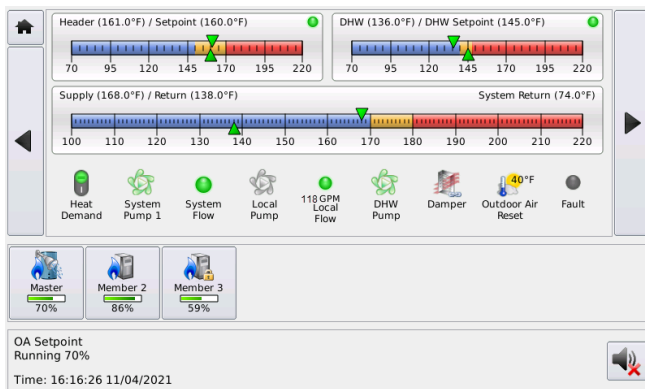 Header (161.0°F) / Setpoint (160.0°F)
DHW (136.0°F) / DHW Setpoint (145.0°F)
70 95 120 145 170 195 220
70 95 120 145 170 195 220
Supply (168.0°F) / Return (138.0°F)
System Return (74.0°F)
100 110 120 130 140 150 160 170 180 190 200 210 220
Heat Demand
System Pump 1
System Flow
Local Pump
118 GPM Local Flow
DHW Pump
Damper
40°F Outdoor Air Reset
Fault
Master
70%
Member 2
86%
Member 3
59%
OA Setpoint
Running 70%
Time: 16:16:26 11/04/2021